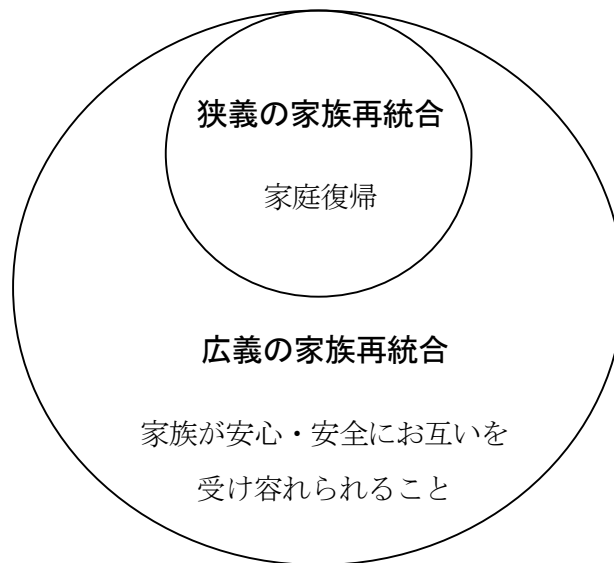 狭義の家族再統合
家庭復帰
広義の家族再統合
家族が安心・安全にお互いを
受け容れられること